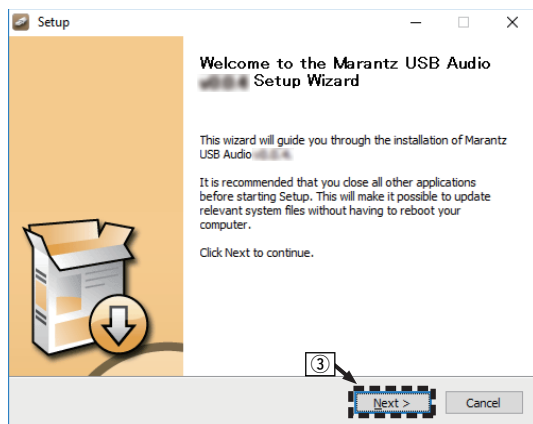 Setup
Welcome to the Marantz USB Audio
Setup Wizard
This wizard will guide you through the installation of Marantz
USB Audio
It is recommended that you close all other applications
before starting Setup. This will make it possible to update
relevant system files without having to reboot your
computer.
Click Next to continue.
③
Next >
Cancel